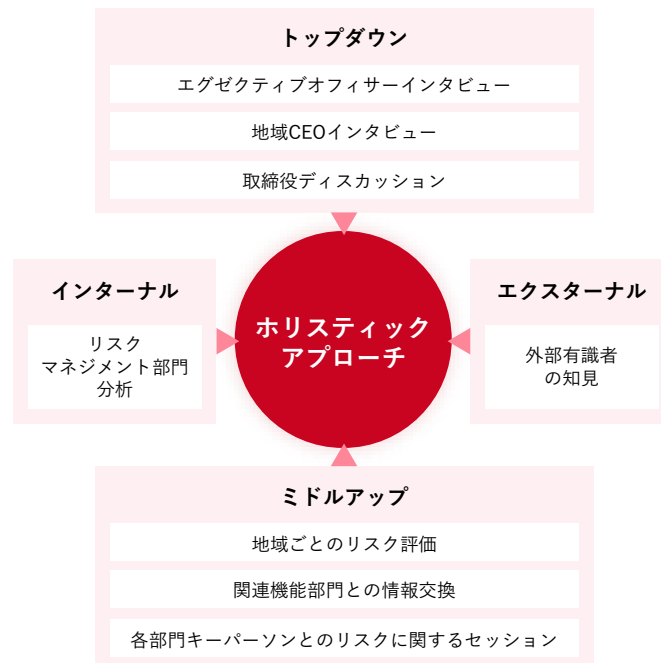 トップダウン
エグゼクティブオフィサーインタビュー
地域CEOインタビュー
取締役ディスカッション
インターナル
リスク
マネジメント部門
分析
ホリスティック
アプローチ
エクスターナル
外部有識者
の知見
ミドルアップ
地域ごとのリスク評価
関連機能部門との情報交換
各部門キーパーソンとのリスクに関するセッション